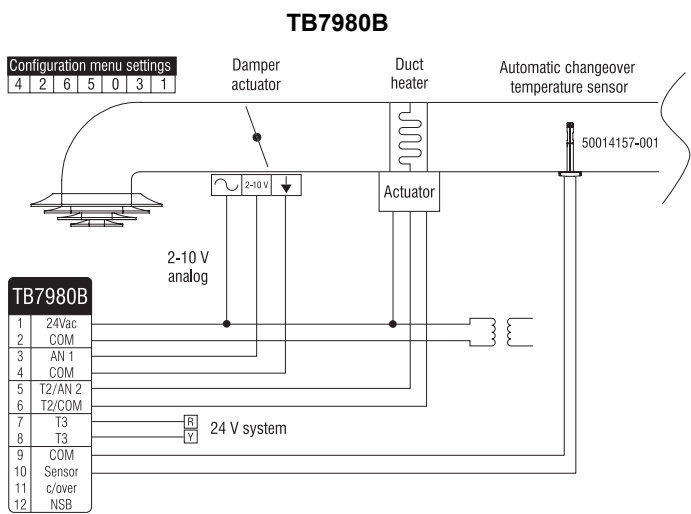 TB7980B
Configuration menu settings
4 2 6 5 0 3 1
Damper
actuator
Duct
heater
Automatic changeover
temperature sensor
50014157-001
2-10 V
Actuator
2-10 V
analog
TB7980B
1 24Vac
2 COM
3 AN 1
4 COM
5 T2/AN 2
6 T2/COM
7 T3
8 T3
9 COM
10 Sensor
11 c/over
12 NSB
R
Y
24 V system